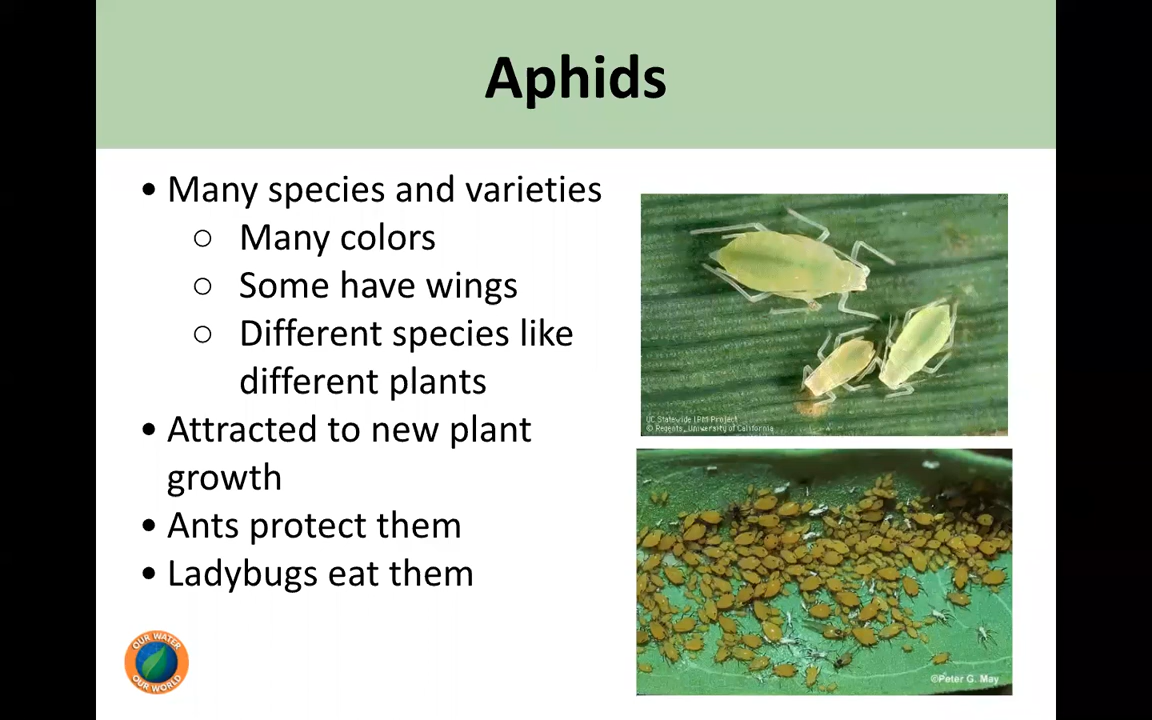 Aphids
• Many species and varieties
○ Many colors
○ Some have wings
○ Different species like
different plants
• Attracted to new plant
growth
• Ants protect them
• Ladybugs eat them
UC Statewide IPM Project
© Regents, University of California
©Peter G. May
OUR WATER
OUR WORLD